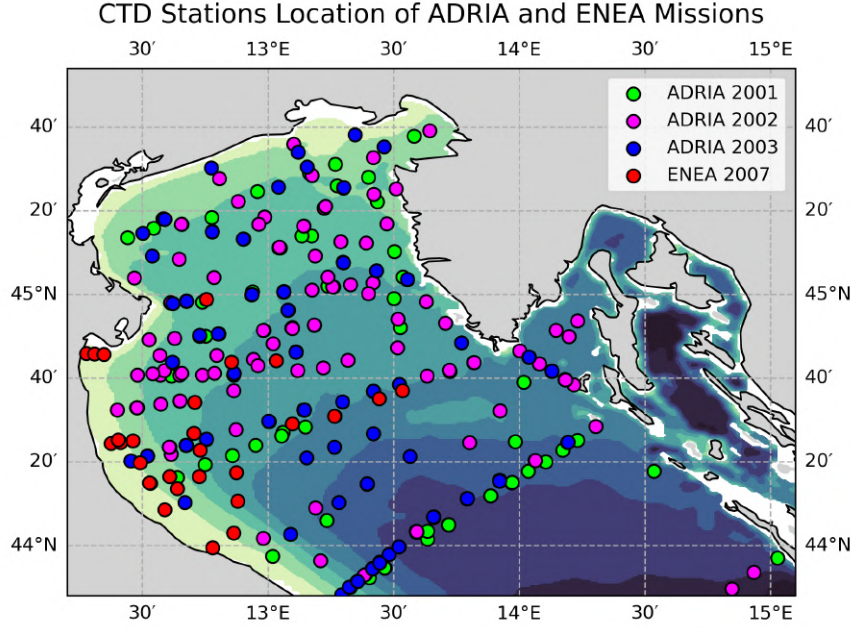 CTD Stations Location of ADRIA and ENEA Missions
30′ 13°E 30′ 14°E 30′ 15°E
ADRIA 2001
ADRIA 2002
ADRIA 2003
ENEA 2007
40′ 40′
20′ 20′
45°N 45°N
40′ 40′
20′ 20′
44°N 44°N
30′ 13°E 30′ 14°E 30′ 15°E